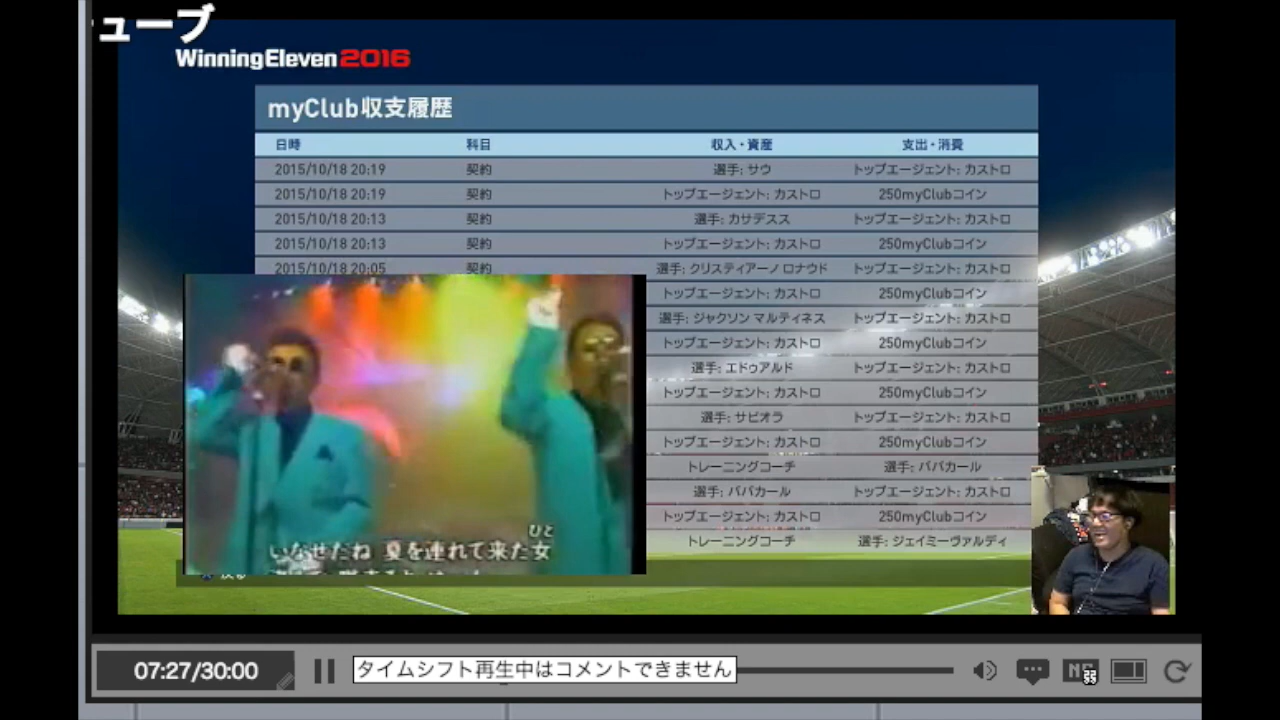 ューブ
WinningEleven2016
myClub収支履歴
日時 科目 収入・資産 支出・消費
2015/10/18 20:19 契約 選手: サウ トップエージェント: カストロ
2015/10/18 20:19 契約 トップエージェント: カストロ 250myClubコイン
2015/10/18 20:13 契約 選手: カサデスス トップエージェント: カストロ
2015/10/18 20:13 契約 トップエージェント: カストロ 250myClubコイン
2015/10/18 20:05 契約 選手: クリスティアーノ ロナウド トップエージェント: カストロ
トップエージェント: カストロ 250myClubコイン
選手: ジャクソン マルティネス トップエージェント: カストロ
トップエージェント: カストロ 250myClubコイン
選手: エドゥアルド トップエージェント: カストロ
トップエージェント: カストロ 250myClubコイン
選手: サビオラ トップエージェント: カストロ
トップエージェント: カストロ 250myClubコイン
トレーニングコーチ 選手: ババカール
選手: ババカール トップエージェント: カストロ
トップエージェント: カストロ 250myClubコイン
トレーニングコーチ 選手: ジェイミーヴァルディ
ひと
いなせだね 夏を連れて来た女
戻る
07:27/30:00 タイムシフト再生中はコメントできません